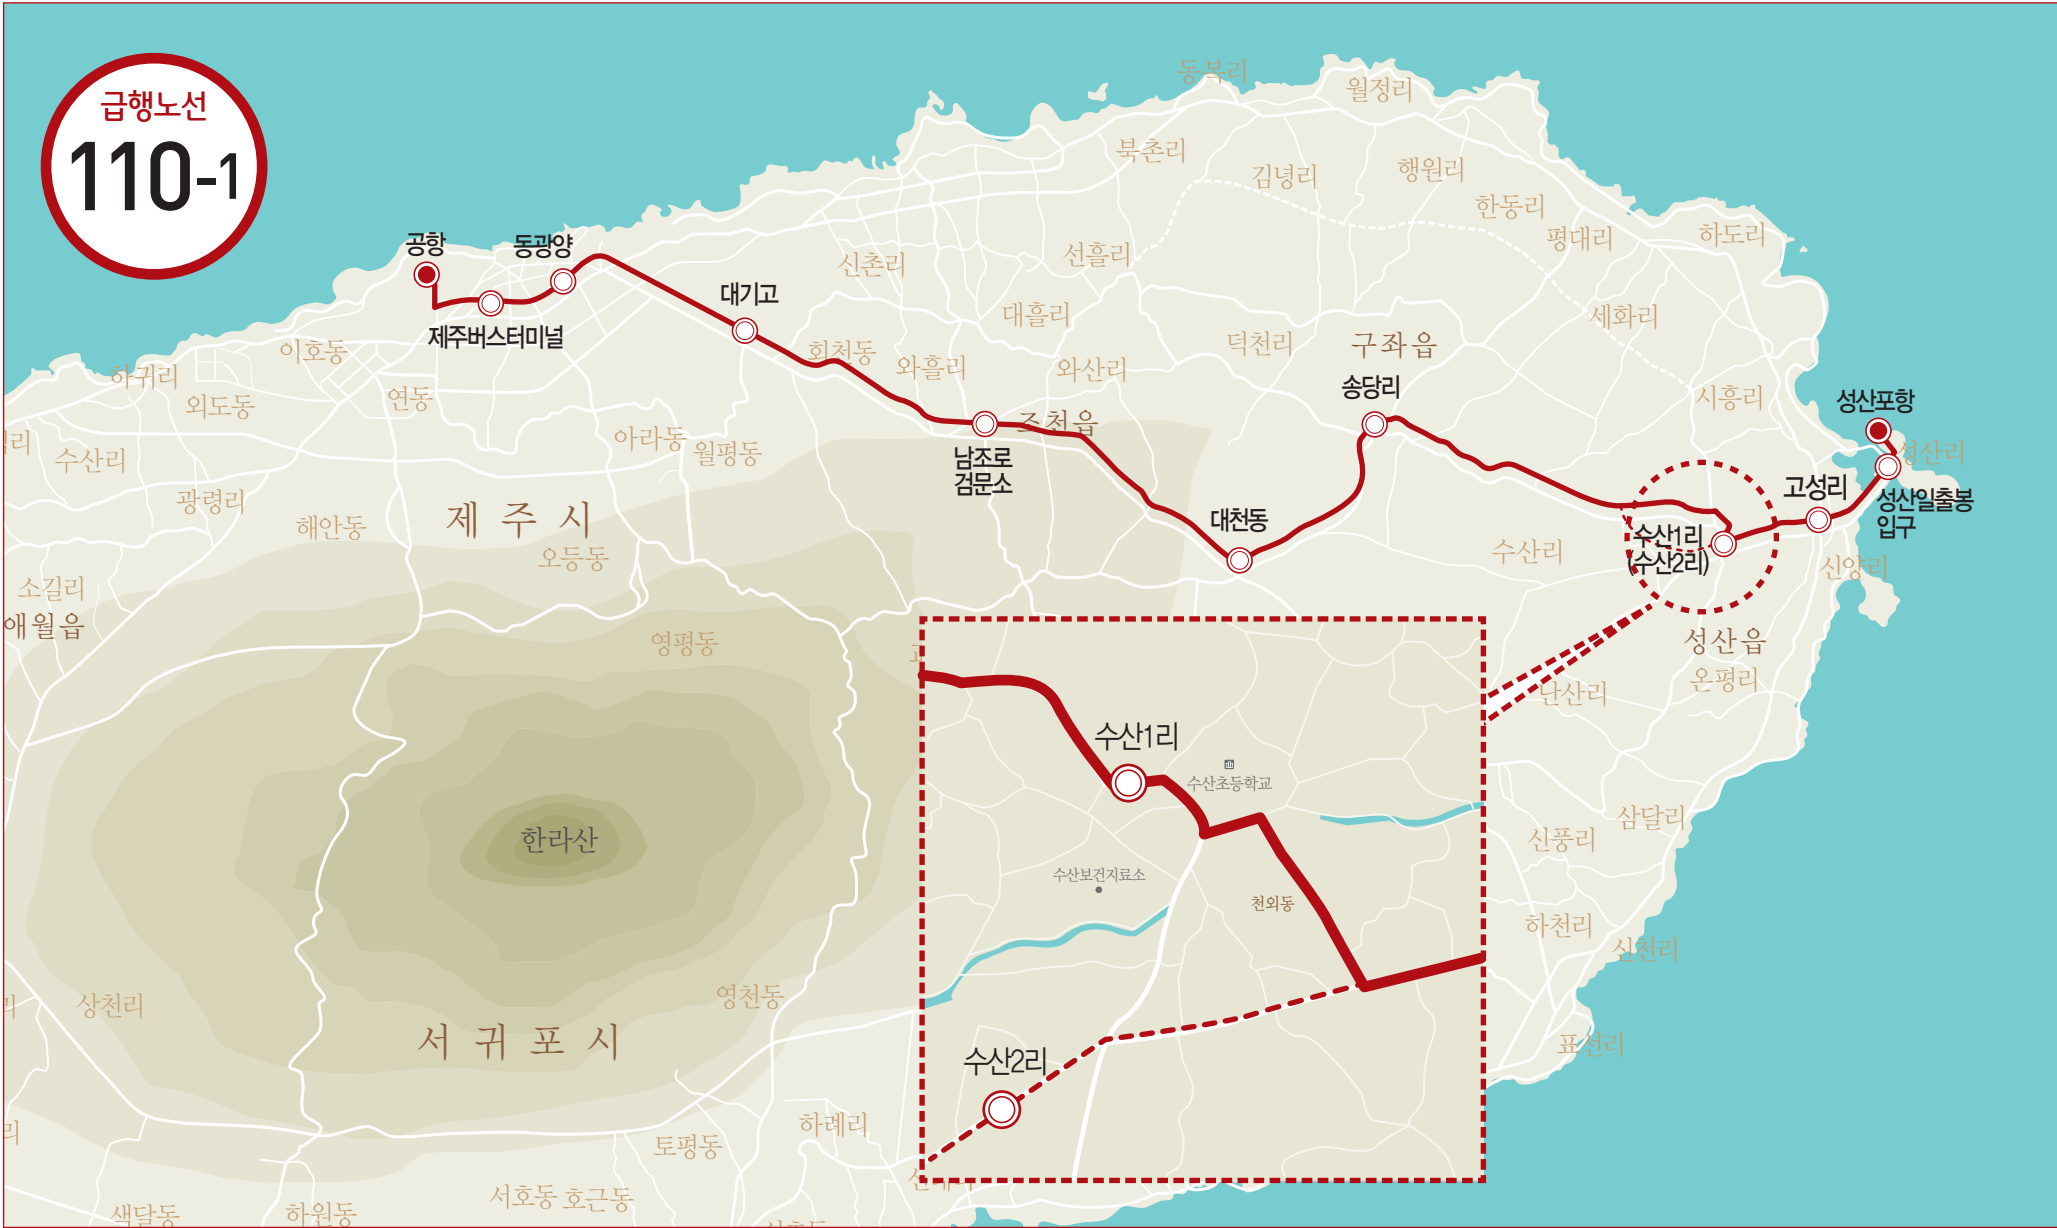 급행노선
110-1
동복리
월정리
북촌리
김녕리
행원리
한동리
평대리
하도리
공항
동광양
신촌리
선흘리
대기고
대흘리
세화리
제주버스터미널
이호동
회천동
와흘리
와산리
덕천리
구좌읍
하귀리
외도동
연동
송당리
시흥리
성산포항
조천읍
아라동
월평동
수산리
성산리
남조로
검문소
광령리
해안동
제주시
오등동
대천동
고성리
성산일출봉
입구
수산리
수산1리
(수산2리)
신양리
소길리
애월읍
영평동
성산읍
온평리
난산리
수산1리
수산초등학교
한라산
수산보건지료소
천외동
신풍리
삼달리
하천리
신천리
상천리
영천동
서귀포시
수산2리
표선리
하례리
토평동
서호동
호근동
색달동
하원동